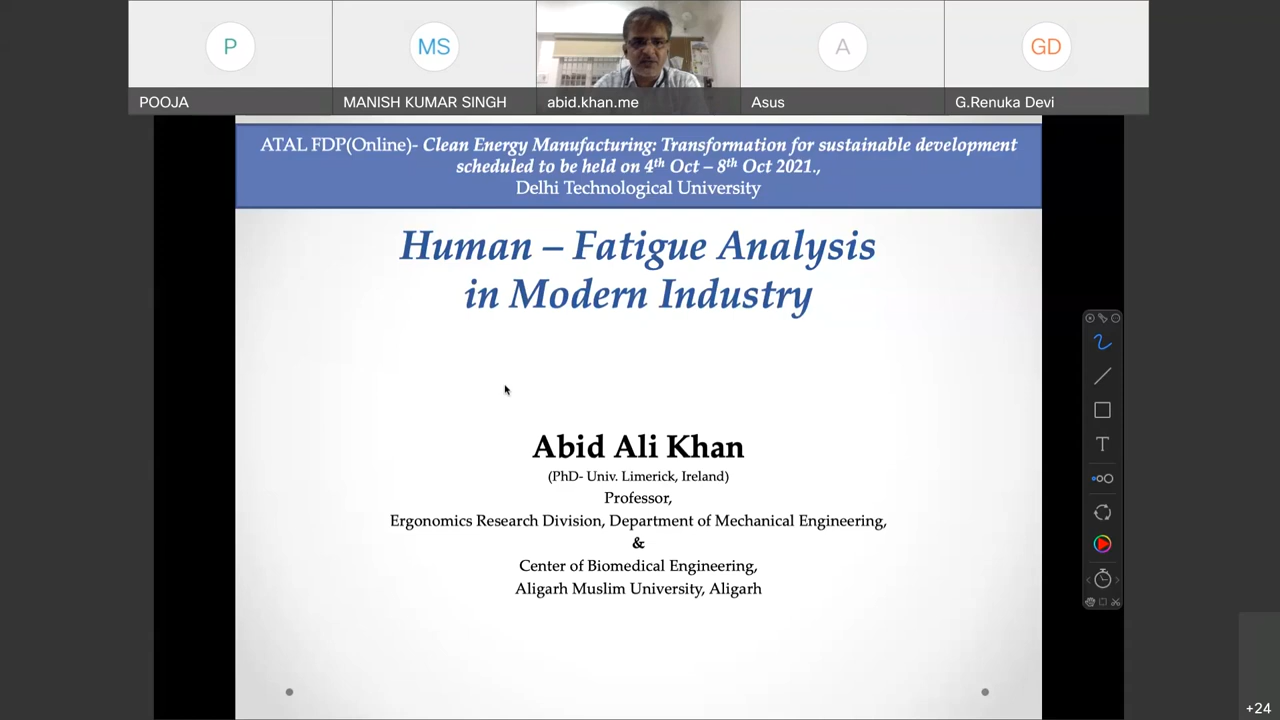 P
MS
A
GD
POOJA
MANISH KUMAR SINGH
abid.khan.me
Asus
G.Renuka Devi
ATAL FDP(Online)- Clean Energy Manufacturing: Transformation for sustainable development
scheduled to be held on 4th Oct – 8th Oct 2021.,
Delhi Technological University
Human – Fatigue Analysis
in Modern Industry
Abid Ali Khan
(PhD- Univ. Limerick, Ireland)
Professor,
Ergonomics Research Division, Department of Mechanical Engineering,
&
Center of Biomedical Engineering,
Aligarh Muslim University, Aligarh
T
+24